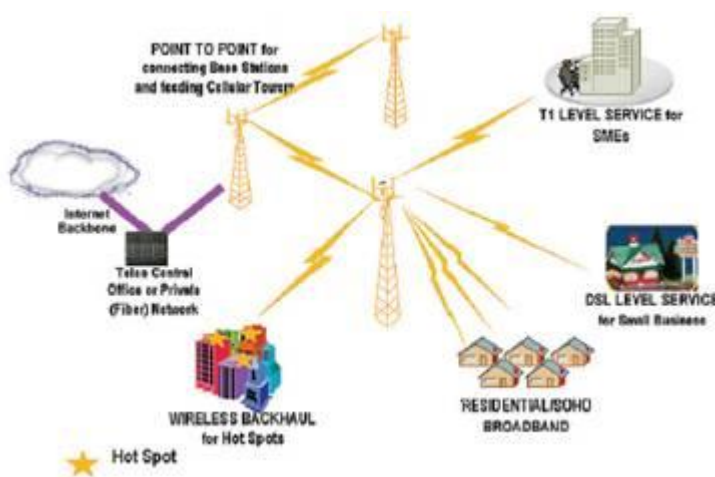 POINT TO POINT for
connecting Base Stations
and feeding Cellular Towers
T1 LEVEL SERVICE for
SMEs
Internet
Backbone
Telco Central
Office or Private
(Fiber) Network
DSL LEVEL SERVICE
for Small Business
WIRELESS BACKHAUL
for Hot Spots
RESIDENTIAL/SOHO
BROADBAND
Hot Spot